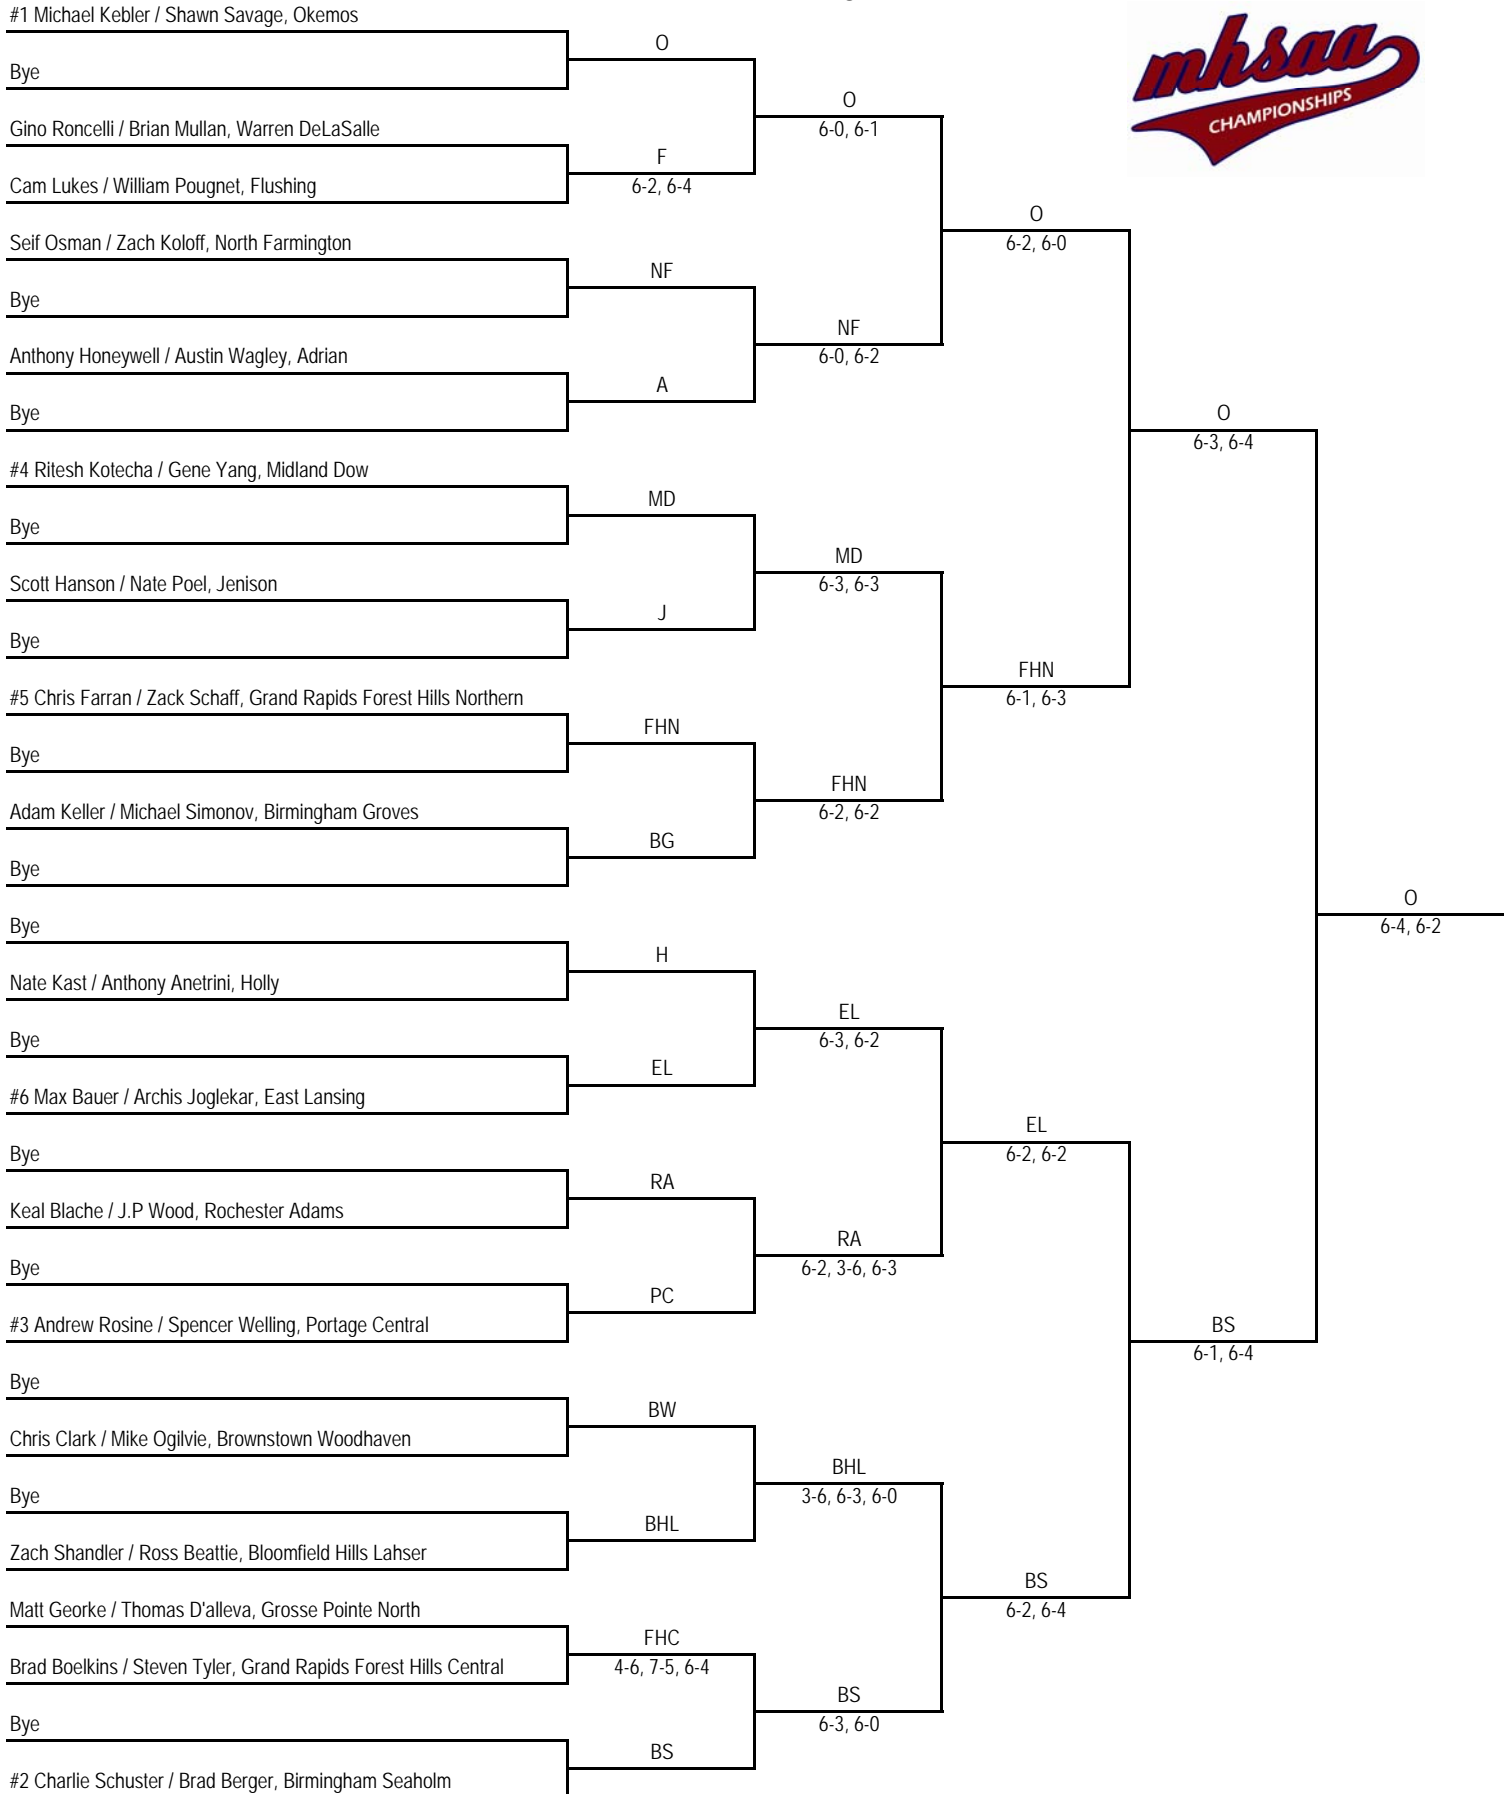 #1 Michael Kebler / Shawn Savage, Okemos
O
Bye
O
6-0, 6-1
mhsaa
CHAMPIONSHIPS
Gino Roncelli / Brian Mullan, Warren DeLaSalle
F
6-2, 6-4
Cam Lukes / William Pougnet, Flushing
O
6-2, 6-0
Seif Osman / Zach Koloff, North Farmington
NF
Bye
NF
6-0, 6-2
Anthony Honeywell / Austin Wagley, Adrian
A
Bye
O
6-3, 6-4
#4 Ritesh Kotecha / Gene Yang, Midland Dow
MD
Bye
MD
6-3, 6-3
Scott Hanson / Nate Poel, Jenison
J
Bye
FHN
6-1, 6-3
#5 Chris Farran / Zack Schaff, Grand Rapids Forest Hills Northern
FHN
Bye
FHN
6-2, 6-2
Adam Keller / Michael Simonov, Birmingham Groves
BG
Bye
O
6-4, 6-2
Bye
H
Nate Kast / Anthony Anetrini, Holly
EL
6-3, 6-2
Bye
EL
#6 Max Bauer / Archis Joglekar, East Lansing
EL
6-2, 6-2
Bye
RA
Keal Blache / J.P Wood, Rochester Adams
RA
6-2, 3-6, 6-3
Bye
PC
#3 Andrew Rosine / Spencer Welling, Portage Central
BS
6-1, 6-4
Bye
BW
Chris Clark / Mike Ogilvie, Brownstown Woodhaven
BHL
3-6, 6-3, 6-0
Bye
BHL
Zach Shandler / Ross Beattie, Bloomfield Hills Lahser
BS
6-2, 6-4
Matt Georke / Thomas D'alleva, Grosse Pointe North
FHC
4-6, 7-5, 6-4
Brad Boelkins / Steven Tyler, Grand Rapids Forest Hills Central
BS
6-3, 6-0
Bye
BS
#2 Charlie Schuster / Brad Berger, Birmingham Seaholm